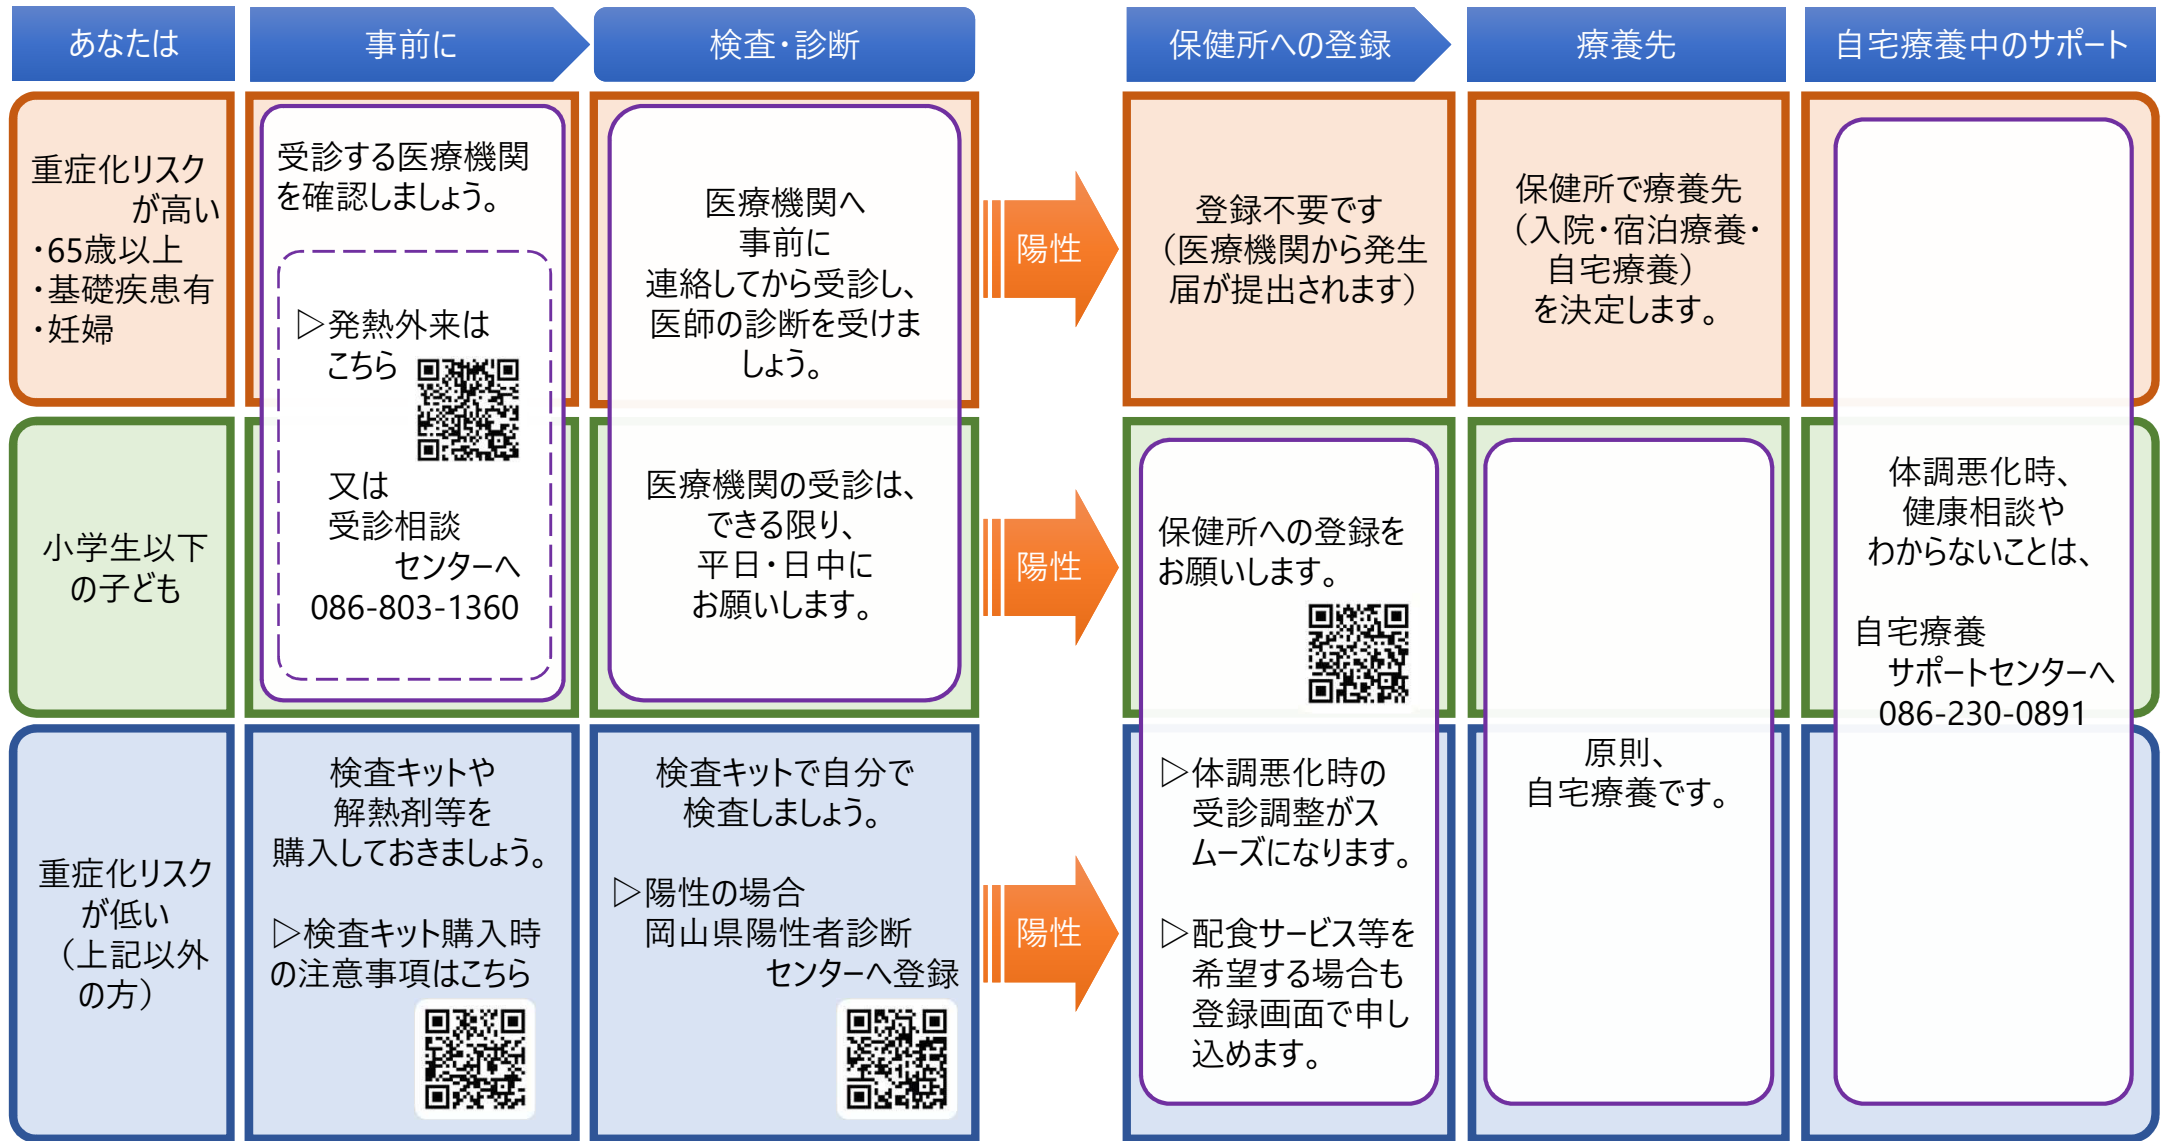 あなたは
事前に
検査・診断
保健所への登録
療養先
自宅療養中のサポート
重症化リスク
が高い
・65歳以上
・基礎疾患有
・妊婦
受診する医療機関
を確認しましょう。
▷発熱外来は
こちら
又は
受診相談
センターへ
086-803-1360
医療機関へ
事前に
連絡してから受診し、
医師の診断を受けま
しょう。
医療機関の受診は、
できる限り、
平日・日中に
お願いします。
陽性
登録不要です
（医療機関から発生
届が提出されます）
保健所で療養先
（入院・宿泊療養・
自宅療養）
を決定します。
体調悪化時、
健康相談や
わからないことは、
自宅療養
サポートセンターへ
086-230-0891
小学生以下
の子ども
陽性
保健所への登録を
お願いします。
▷体調悪化時の
受診調整がス
ムーズになります。
▷配食サービス等を
希望する場合も
登録画面で申し
込めます。
原則、
自宅療養です。
重症化リスク
が低い
（上記以外
の方）
検査キットや
解熱剤等を
購入しておきましょう。
▷検査キット購入時
の注意事項はこちら
検査キットで自分で
検査しましょう。
▷陽性の場合
岡山県陽性者診断
センターへ登録
陽性